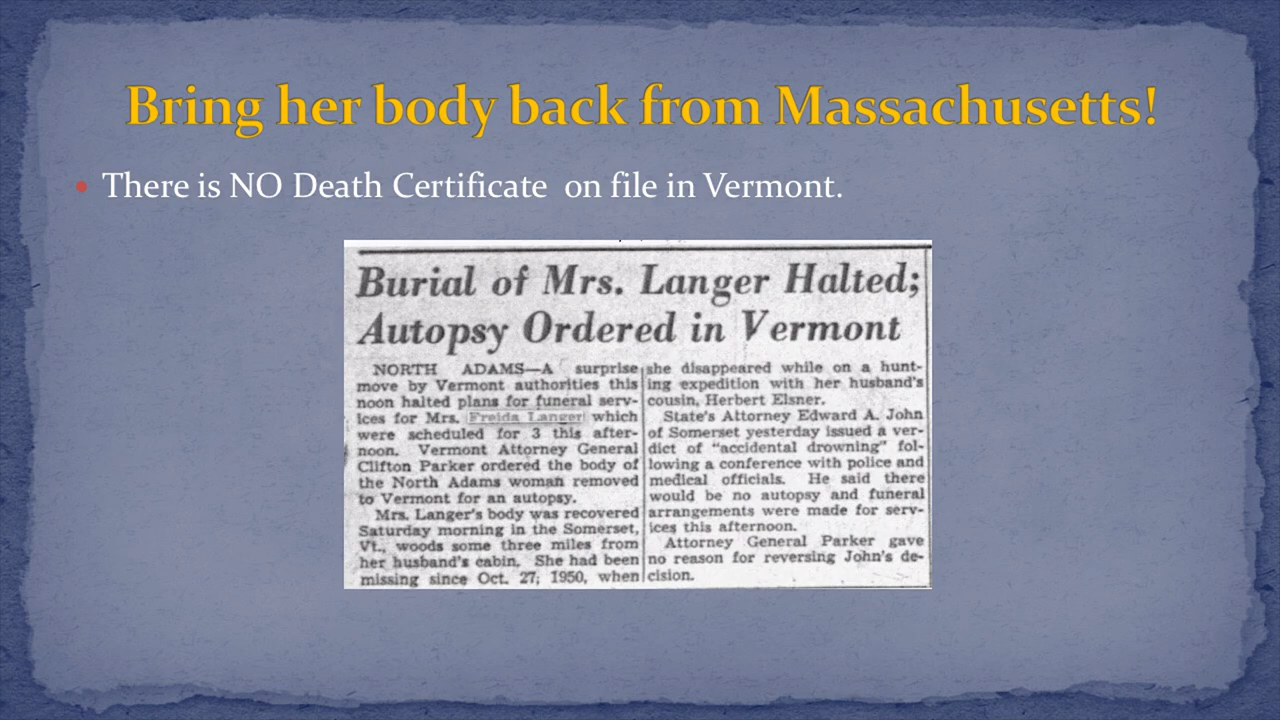 Bring her body back from Massachusetts!
There is NO Death Certificate on file in Vermont.
Burial of Mrs. Langer Halted;
Autopsy Ordered in Vermont
NORTH ADAMS—A surprise
move by Vermont authorities this
noon halted plans for funeral serv-
ices for Mrs. Freida Langer which
were scheduled for 3 this after-
noon. Vermont Attorney General
Clifton Parker ordered the body of
the North Adams woman removed
to Vermont for an autopsy.
Mrs. Langer's body was recovered
Saturday morning in the Somerset,
Vt., woods some three miles from
her husband's cabin. She had been
missing since Oct. 27, 1950, when
she disappeared while on a hunt-
ing expedition with her husband's
cousin, Herbert Elsner.
State's Attorney Edward A. John
of Somerset yesterday issued a ver-
dict of "accidental drowning" fol-
lowing a conference with police and
medical officials. He said there
would be no autopsy and funeral
arrangements were made for serv-
ices this afternoon.
Attorney General Parker gave
no reason for reversing John's de-
cision.